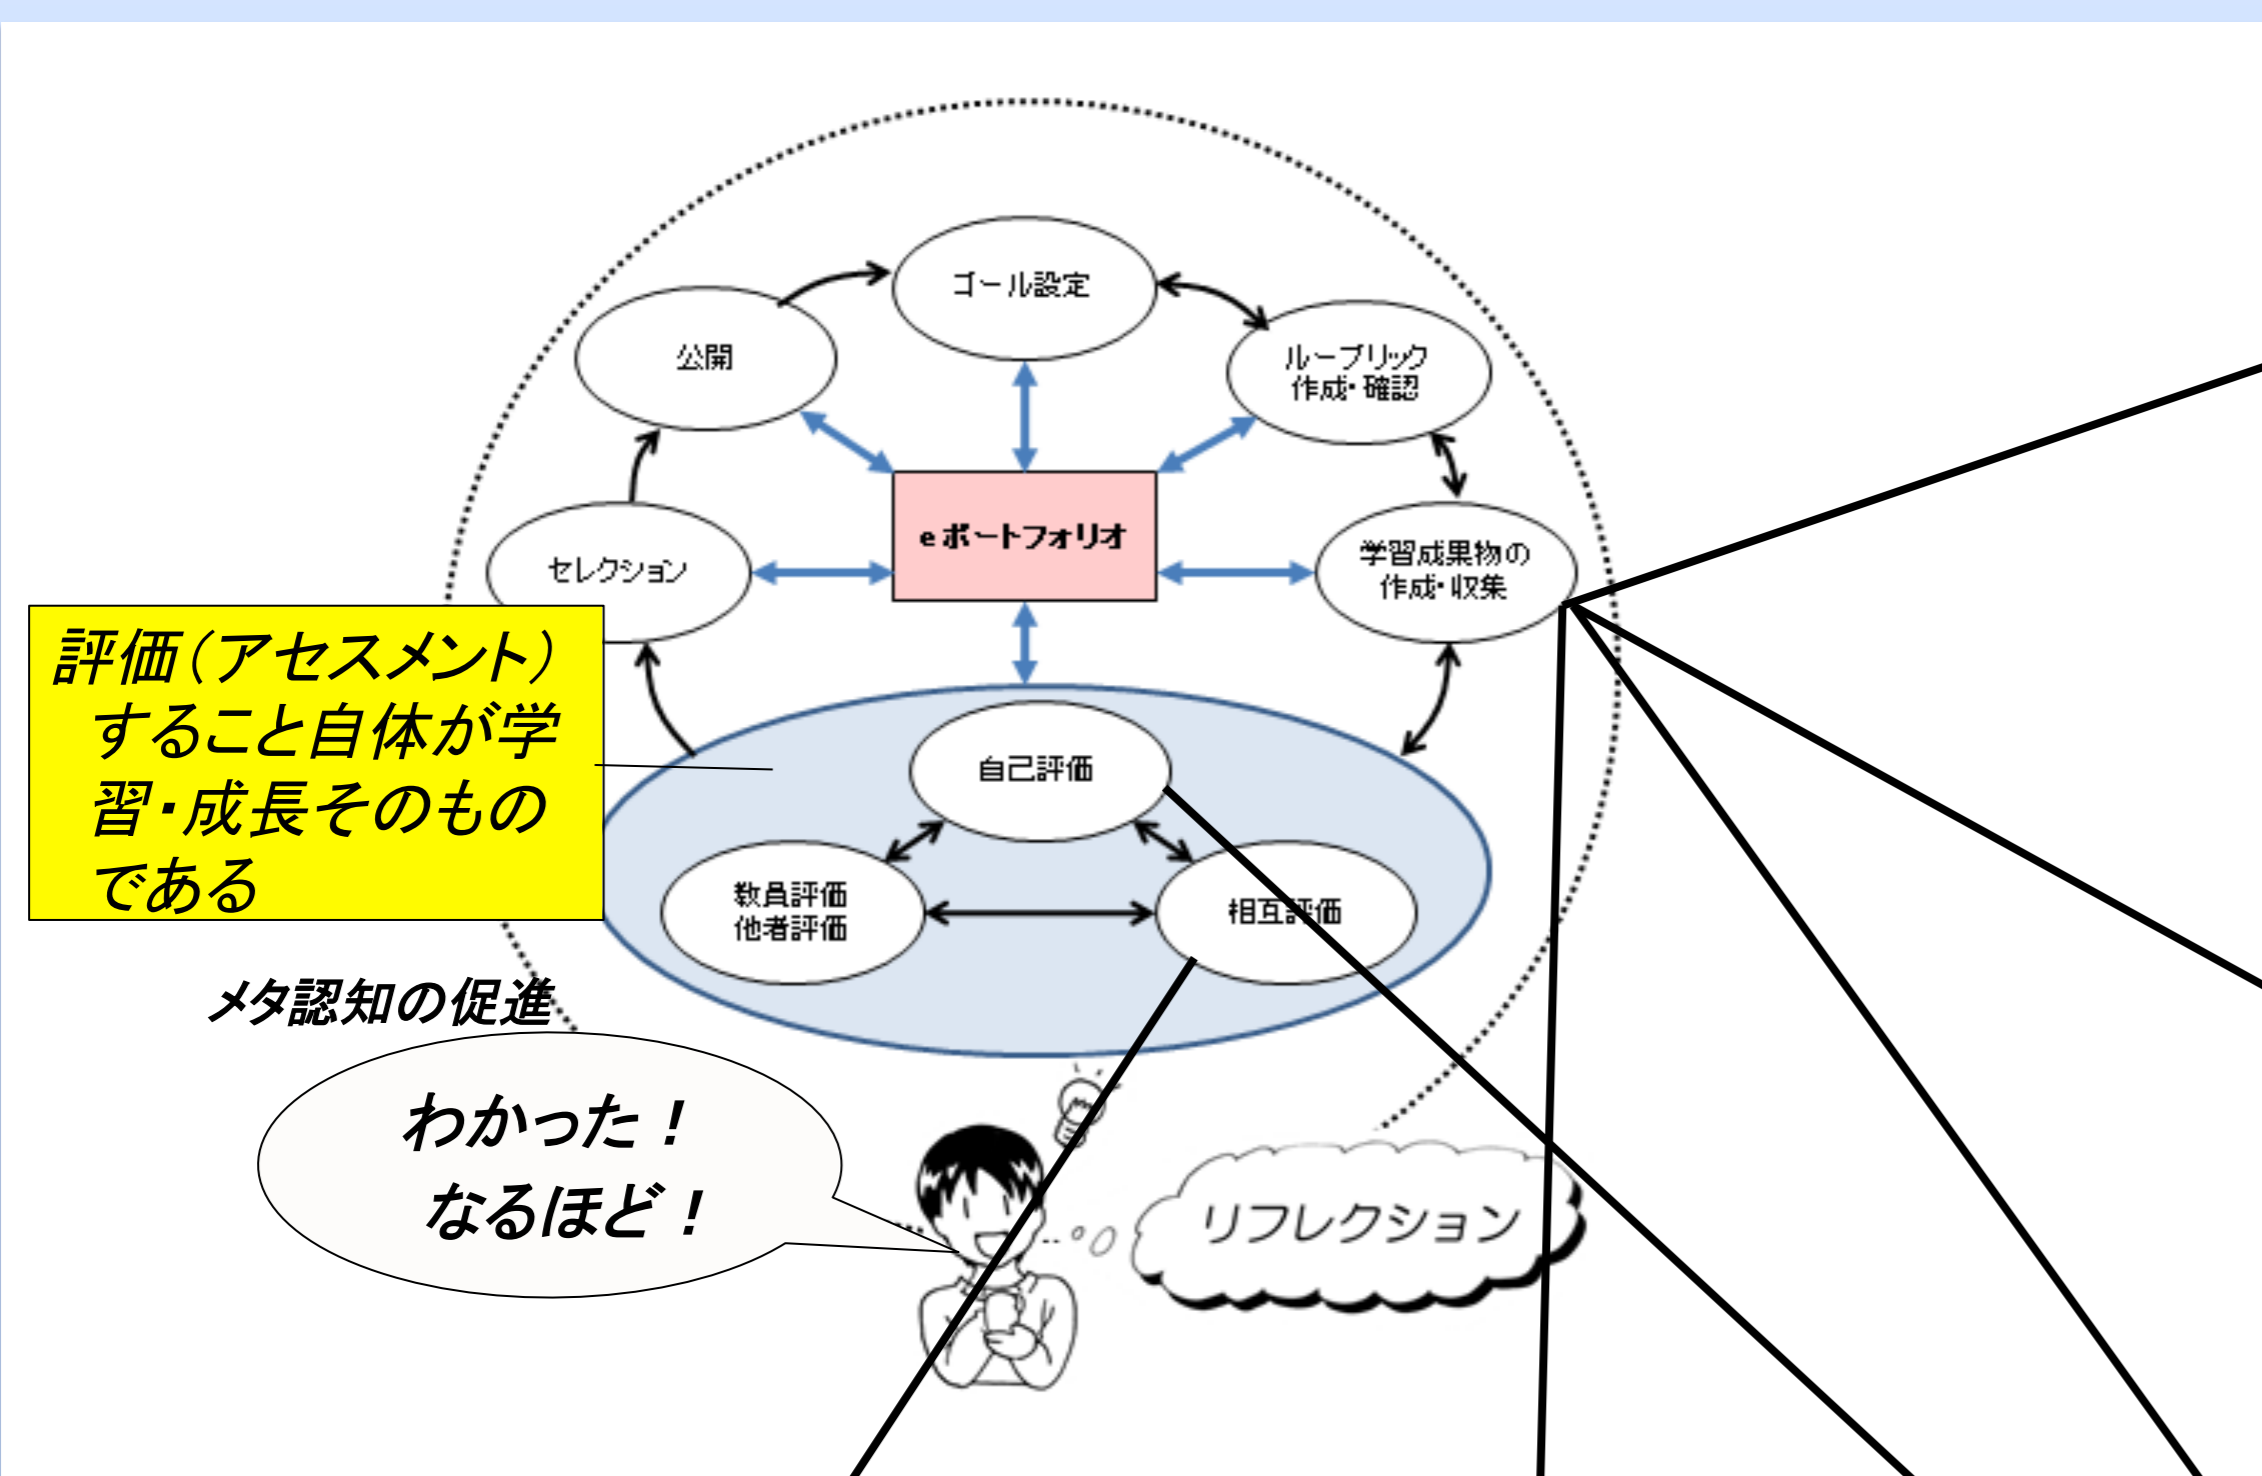 ゴール設定
公開
ルーブリック
作成・確認
eポートフォリオ
セレクション
学習成果物の
作成・収集
評価（アセスメント）
すること自体が学
習・成長そのもの
である
自己評価
教員評価
他者評価
相互評価
メタ認知の促進
わかった！
なるほど！
リフレクション